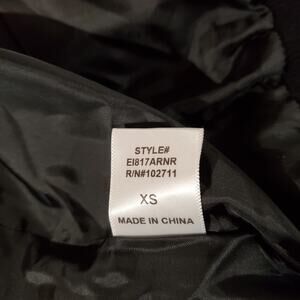 STYLE#
EI817ARNR
R/N#102711
XS
MADE IN CHINA